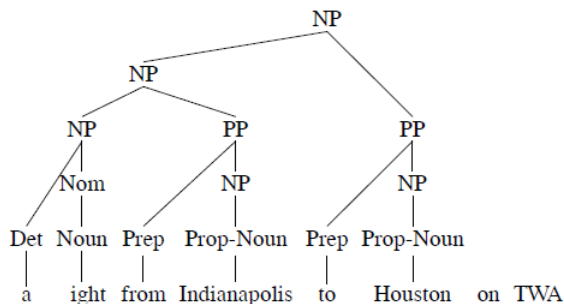 NP
NP
NP PP PP
Nom NP NP
Det Noun Prep Prop-Noun Prep Prop-Noun
a ight from Indianapolis to Houston on TWA